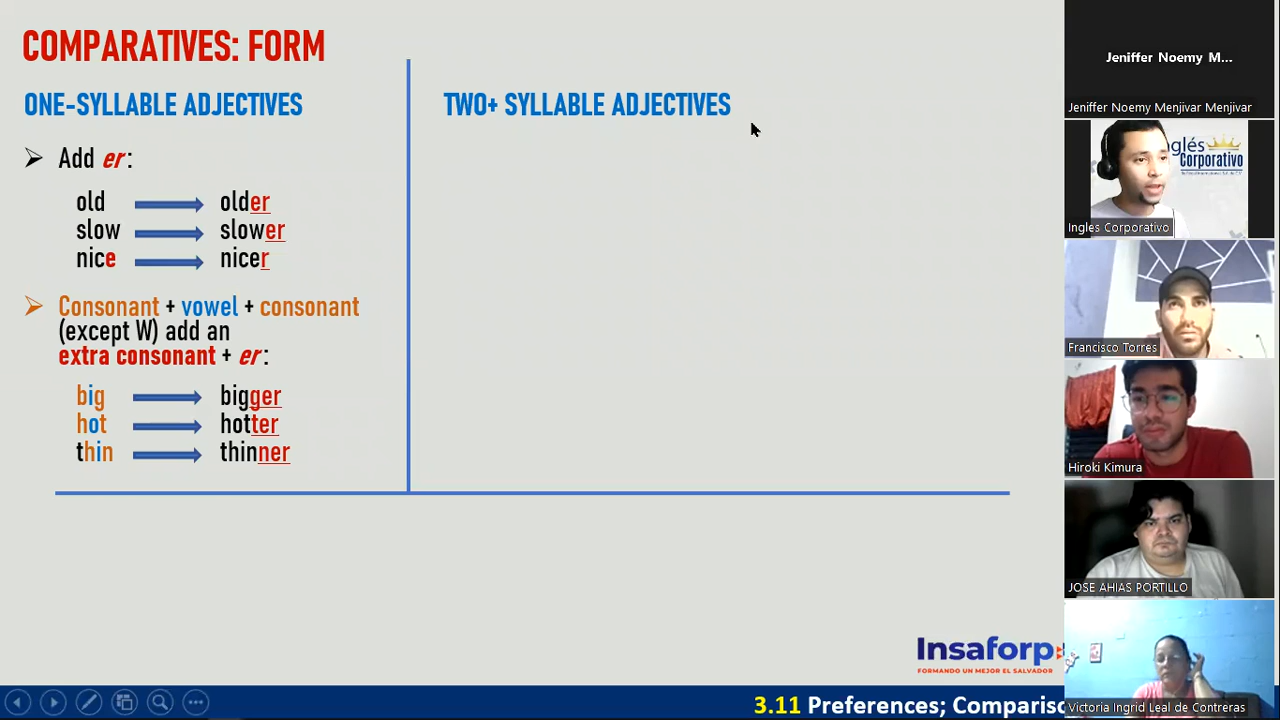 COMPARATIVES: FORM
ONE-SYLLABLE ADJECTIVES
Add er:
old older
slow slower
nice nicer
Consonant + vowel + consonant
(except W) add an
extra consonant + er:
big bigger
hot hotter
thin thinner
TWO+ SYLLABLE ADJECTIVES
Insaforp
FORMANDO UN MEJOR EL SALVADOR
3.11 Preferences; Comparisc
Jeniffer Noemy M...
Jeniffer Noemy Menjivar Menjivar
glés
Corporativo
Ingles Corporativo
Francisco Torres
Hiroki Kimura
JOSE AHIAS PORTILLO
Victoria Ingrid Leal de Contreras